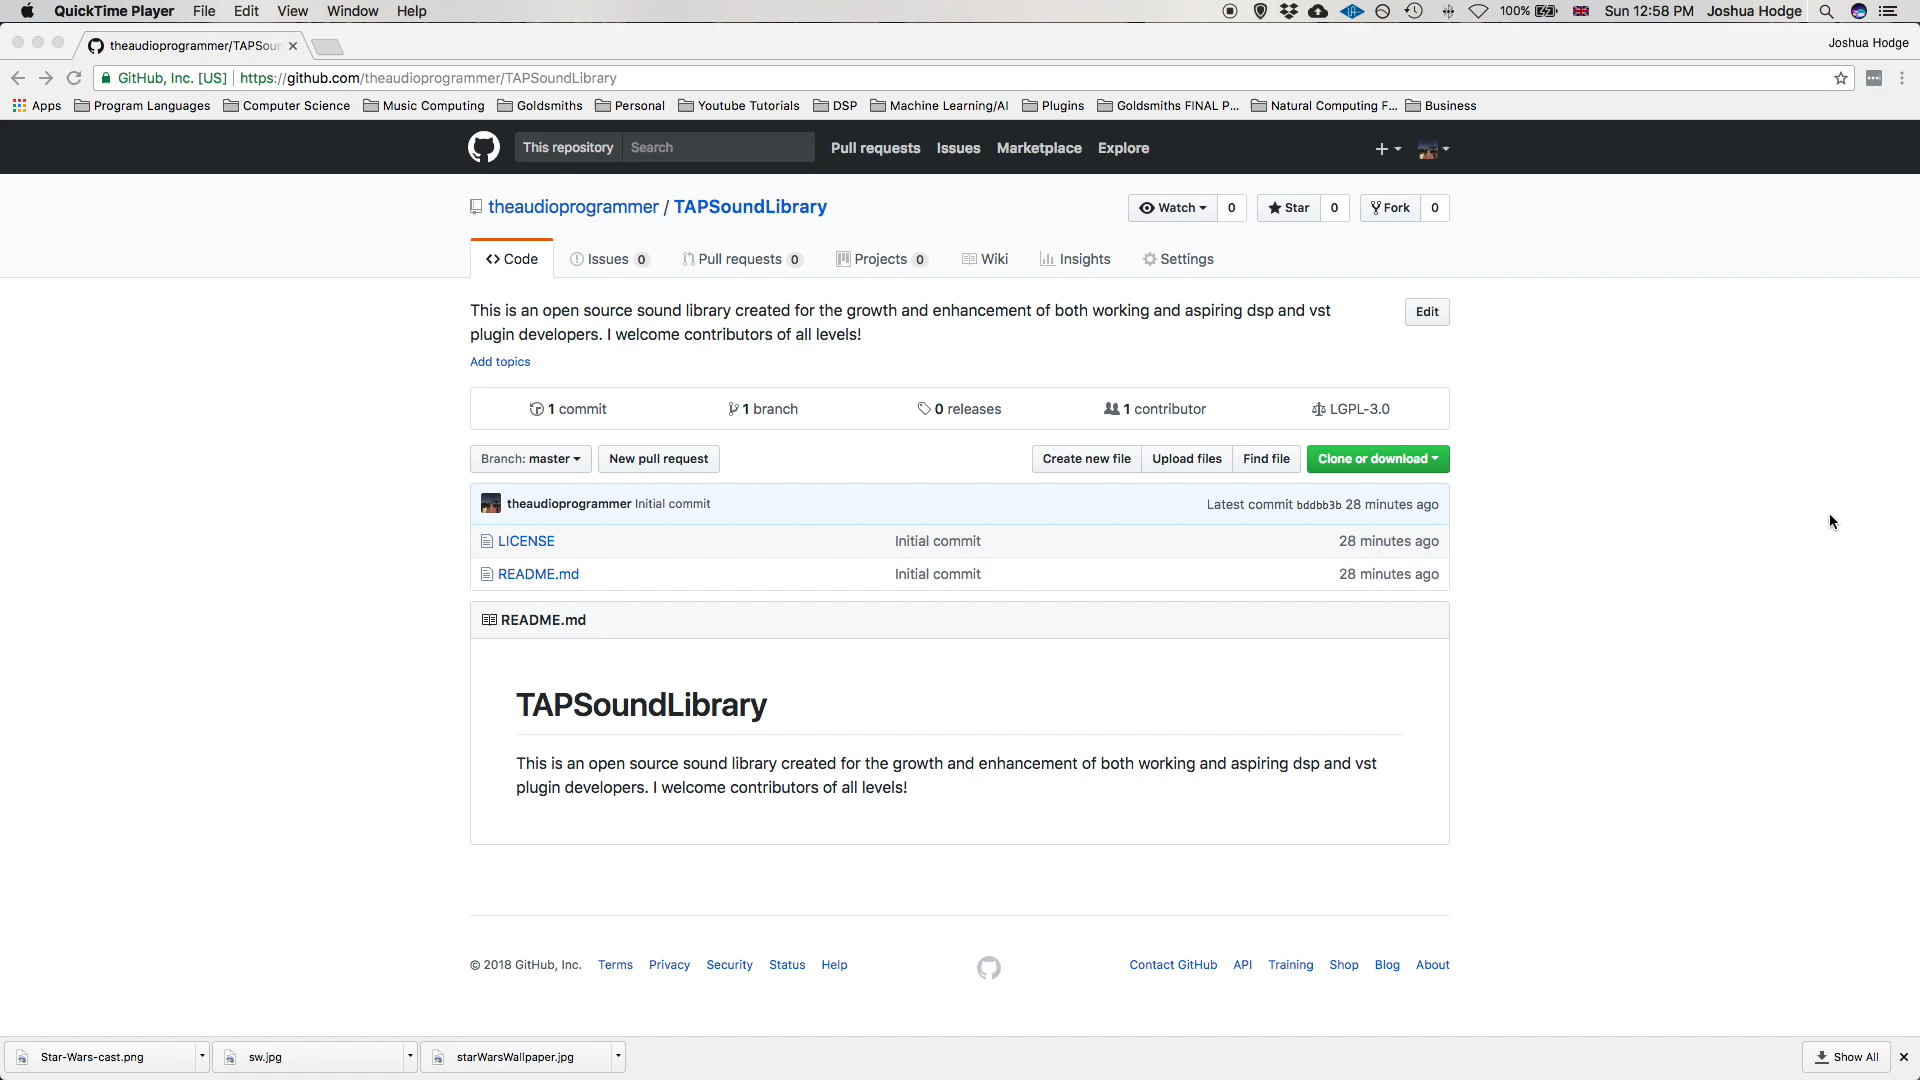 QuickTime Player File Edit View Window Help 100% Sun 12:58 PM Joshua Hodge
theaudioprogrammer/TAPSoun Joshua Hodge
GitHub, Inc. [US] https://github.com/theaudioprogrammer/TAPSoundLibrary
Apps Program Languages Computer Science Music Computing Goldsmiths Personal Youtube Tutorials DSP Machine Learning/AI Plugins Goldsmiths FINAL P... Natural Computing F... Business
This repository Search Pull requests Issues Marketplace Explore
theaudioprogrammer / TAPSoundLibrary Watch 0 Star 0 Fork 0
Code Issues 0 Pull requests 0 Projects 0 Wiki Insights Settings
This is an open source sound library created for the growth and enhancement of both working and aspiring dsp and vst
plugin developers. I welcome contributors of all levels!
Edit
Add topics
1 commit 1 branch 0 releases 1 contributor LGPL-3.0
Branch: master New pull request Create new file Upload files Find file Clone or download
theaudioprogrammer Initial commit Latest commit bddbb3b 28 minutes ago
LICENSE Initial commit 28 minutes ago
README.md Initial commit 28 minutes ago
README.md
TAPSoundLibrary
This is an open source sound library created for the growth and enhancement of both working and aspiring dsp and vst
plugin developers. I welcome contributors of all levels!
© 2018 GitHub, Inc. Terms Privacy Security Status Help Contact GitHub API Training Shop Blog About
Star-Wars-cast.png sw.jpg starWarsWallpaper.jpg Show All